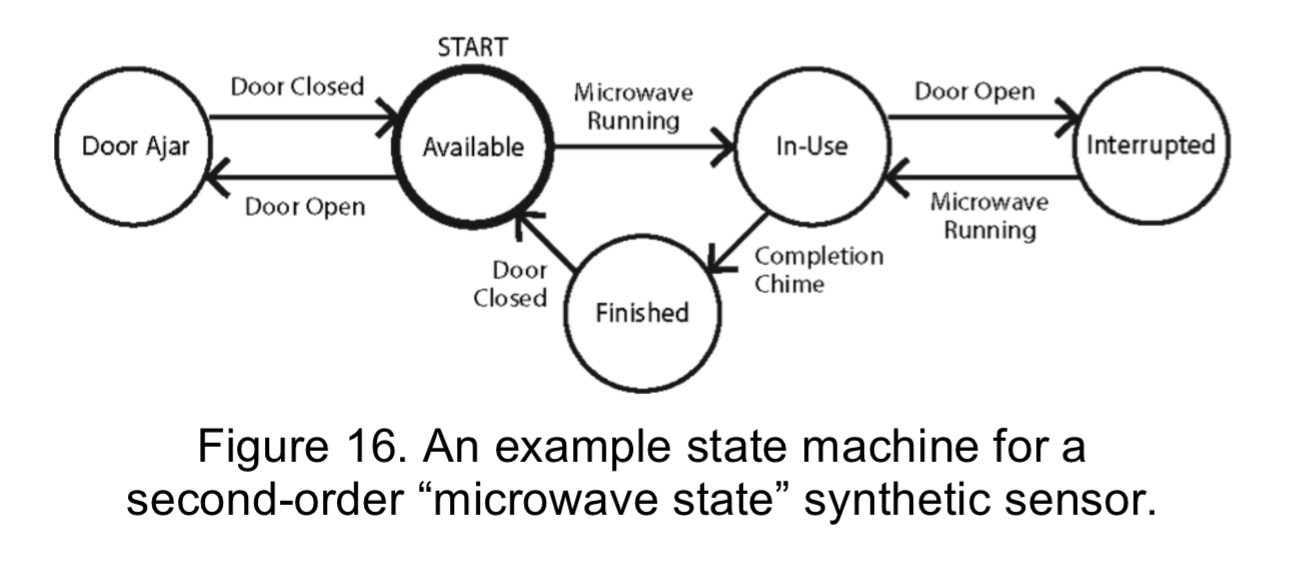 START
Door Closed
Door Ajar
Available
Door Open
Microwave
Running
In-Use
Door Open
Interrupted
Microwave
Running
Completion
Chime
Door
Closed
Finished
Figure 16. An example state machine for a
second-order “microwave state” synthetic sensor.